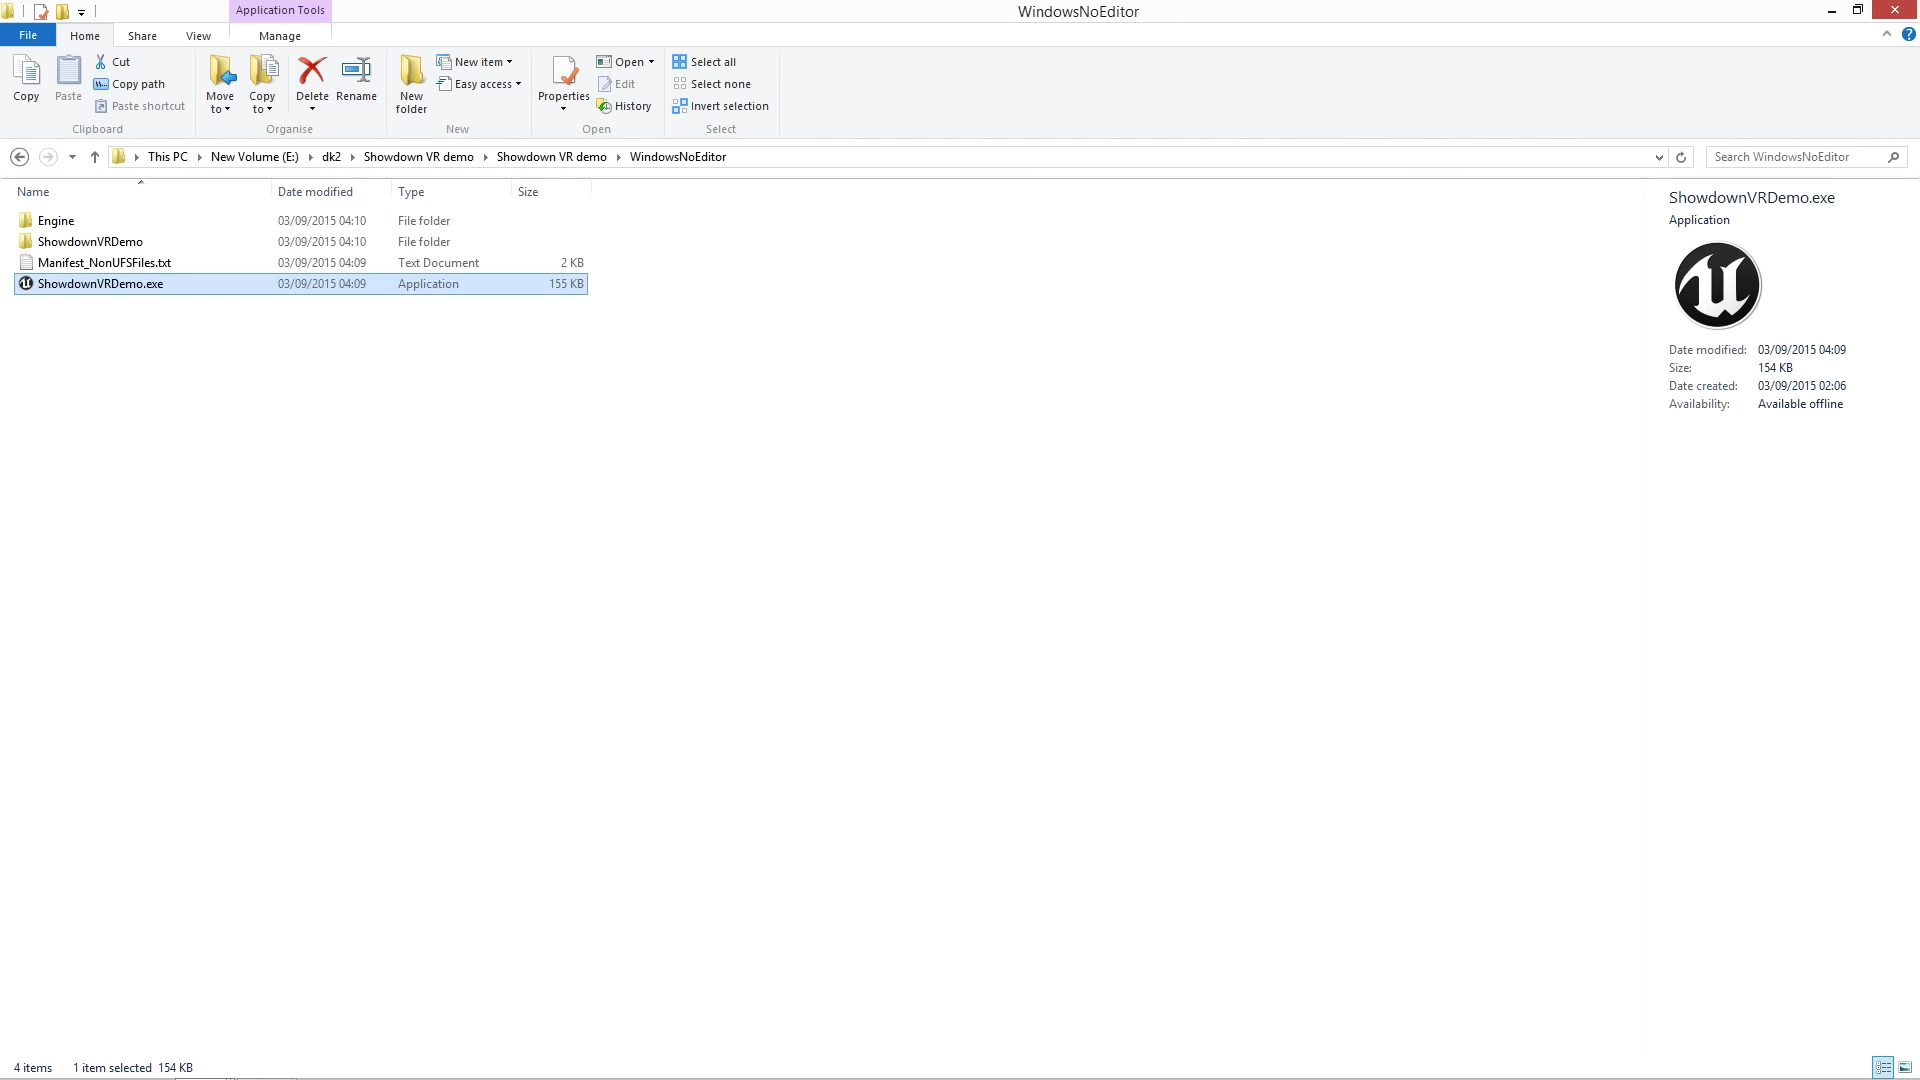 Application Tools
WindowsNoEditor
File Home Share View Manage
Copy
Paste
Cut
Copy path
Paste shortcut
Clipboard
Move to
Copy to
Delete
Rename
Organise
New folder
New item
Easy access
New
Properties
Open
Edit
History
Open
Select all
Select none
Invert selection
Select
This PC New Volume (E:) dk2 Showdown VR demo Showdown VR demo WindowsNoEditor
Search WindowsNoEditor
Name Date modified Type Size
Engine 03/09/2015 04:10 File folder
ShowdownVRDemo 03/09/2015 04:10 File folder
Manifest_NonUFSFiles.txt 03/09/2015 04:09 Text Document 2 KB
ShowdownVRDemo.exe 03/09/2015 04:09 Application 155 KB
ShowdownVRDemo.exe
Application
Date modified: 03/09/2015 04:09
Size: 154 KB
Date created: 03/09/2015 02:06
Availability: Available offline
4 items 1 item selected 154 KB